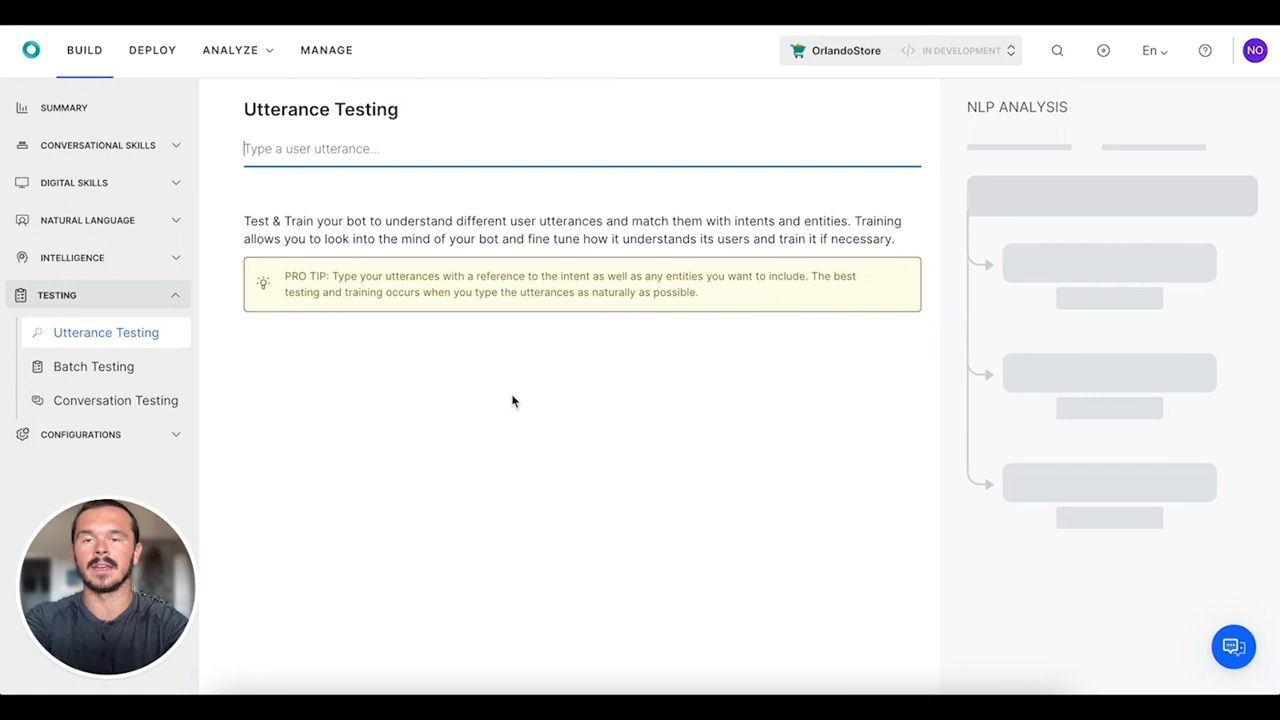 BUILD
DEPLOY
ANALYZE
MANAGE
OrlandoStore
</> IN DEVELOPMENT
En
NO
SUMMARY
CONVERSATIONAL SKILLS
DIGITAL SKILLS
NATURAL LANGUAGE
INTELLIGENCE
TESTING
Utterance Testing
Batch Testing
Conversation Testing
CONFIGURATIONS
Utterance Testing
Type a user utterance...
Test & Train your bot to understand different user utterances and match them with intents and entities. Training
allows you to look into the mind of your bot and fine tune how it understands its users and train it if necessary.
PRO TIP: Type your utterances with a reference to the intent as well as any entities you want to include. The best
testing and training occurs when you type the utterances as naturally as possible.
NLP ANALYSIS